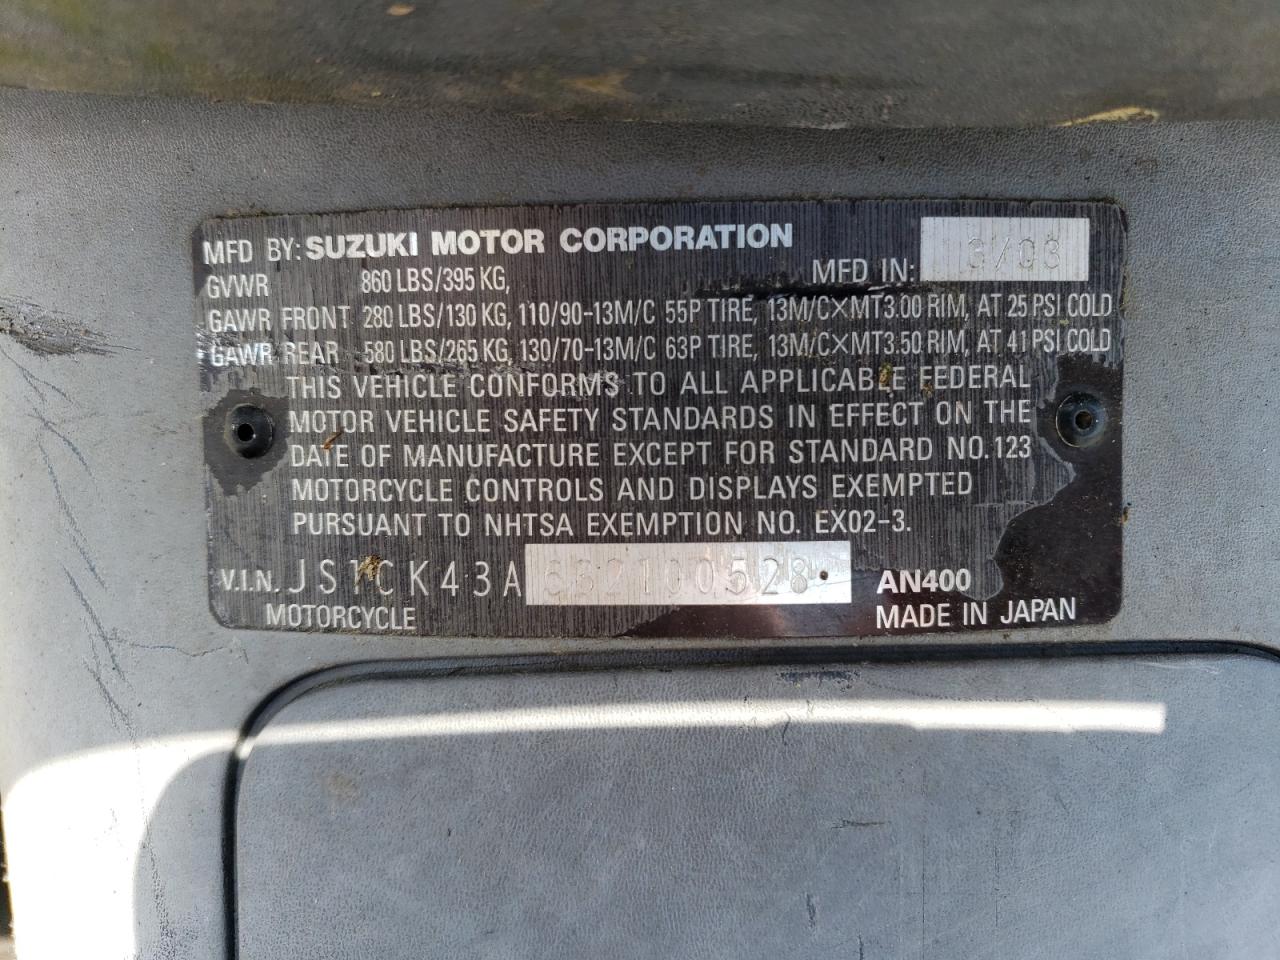 MFD BY: SUZUKI MOTOR CORPORATION
GVWR 860 LBS/395 KG, MFD IN: 3/03
GAWR FRONT 280 LBS/130 KG, 110/90-13M/C 55P TIRE, 13M/C×MT3.00 RIM, AT 25 PSI COLD
GAWR REAR 580 LBS/265 KG, 130/70-13M/C 63P TIRE, 13M/C×MT3.50 RIM, AT 41 PSI COLD
THIS VEHICLE CONFORMS TO ALL APPLICABLE FEDERAL
MOTOR VEHICLE SAFETY STANDARDS IN EFFECT ON THE
DATE OF MANUFACTURE EXCEPT FOR STANDARD NO. 123
MOTORCYCLE CONTROLS AND DISPLAYS EXEMPTED
PURSUANT TO NHTSA EXEMPTION NO. EX02-3.
V.I.N. AN400
MOTORCYCLE MADE IN JAPAN